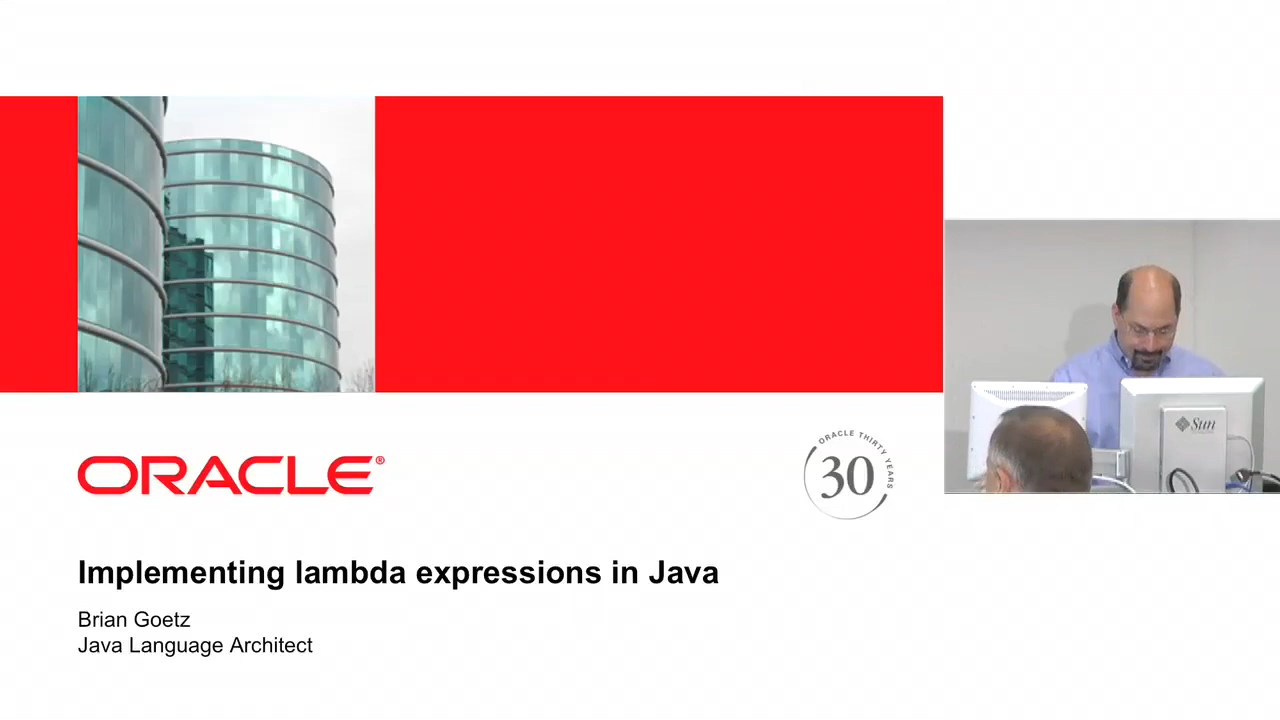 ORACLE®
ORACLE THIRTY YEARS
30
Sun
Implementing lambda expressions in Java
Brian Goetz
Java Language Architect